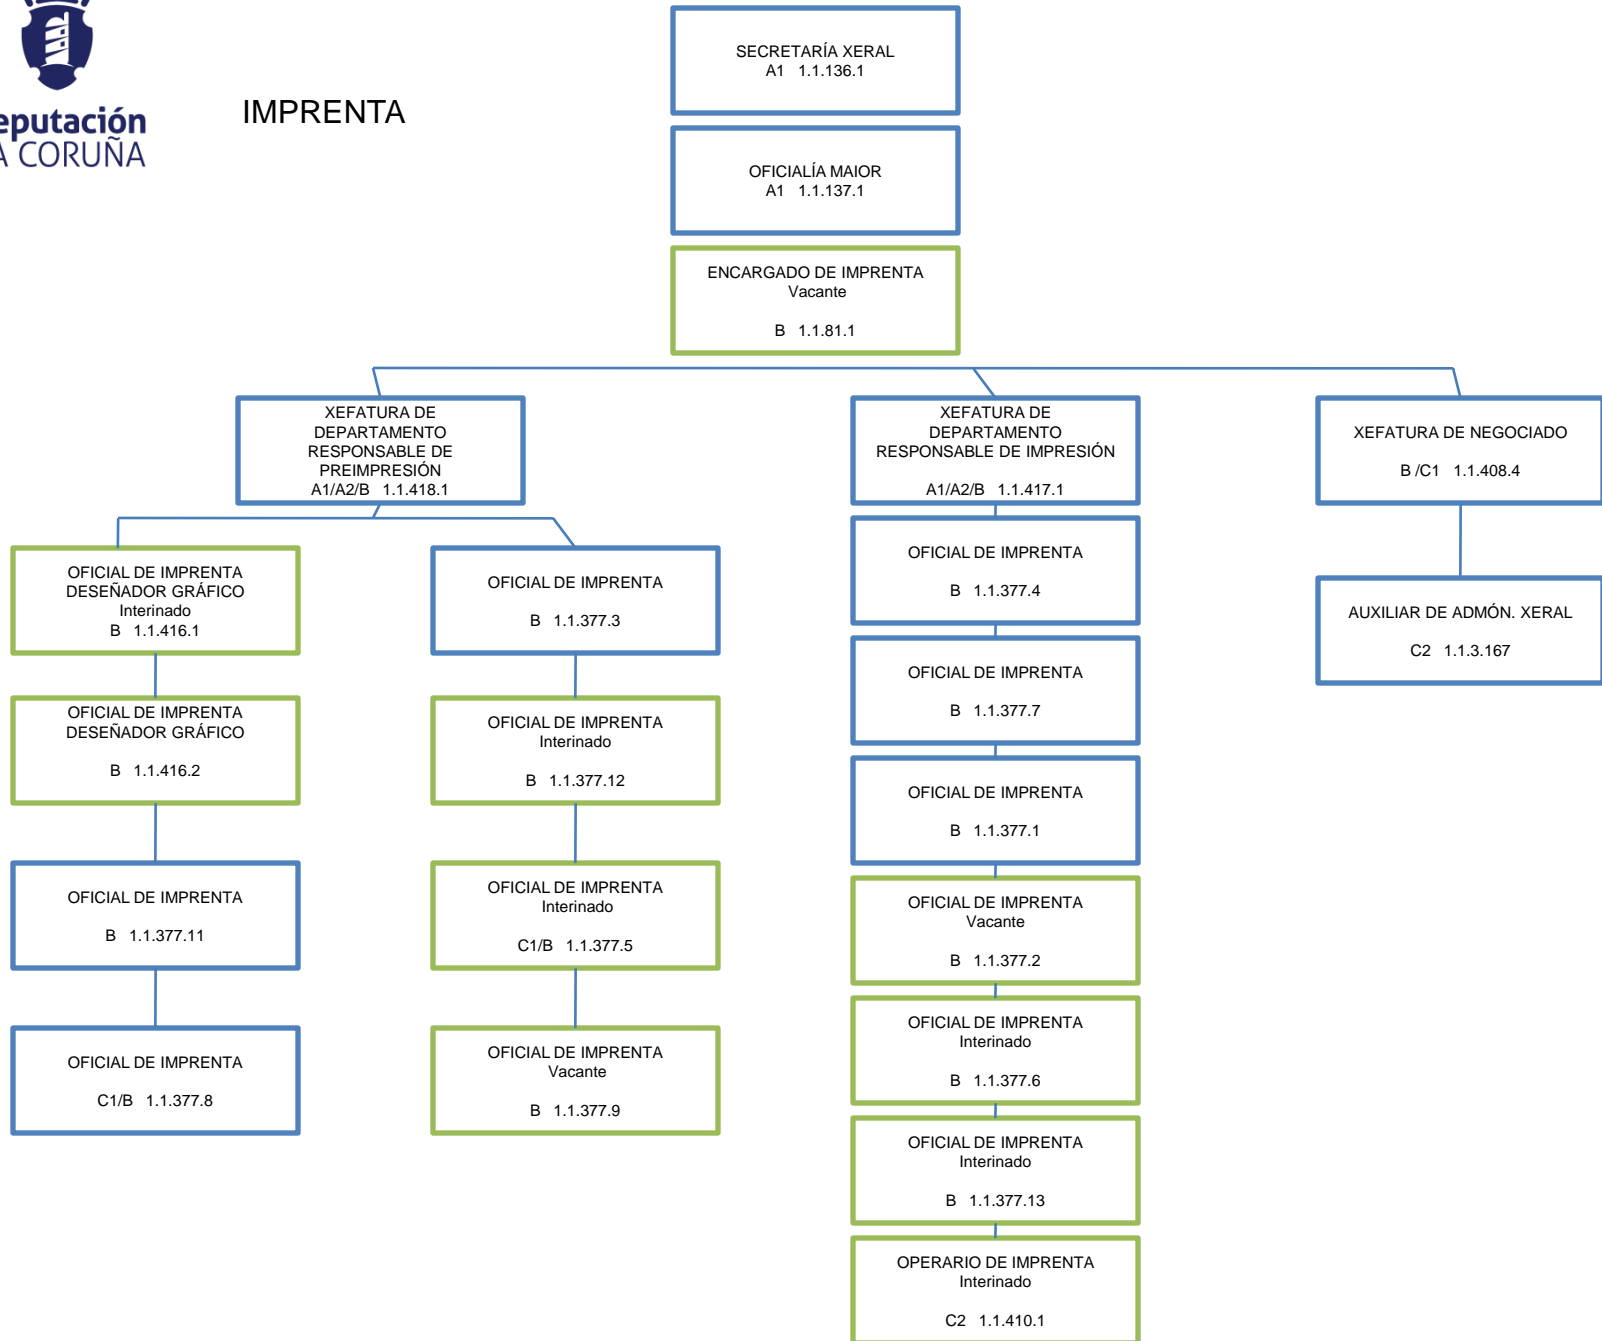 eputación
A CORUÑA
IMPRENTA
SECRETARÍA XERAL
A1 1.1.136.1
OFICIALÍA MAIOR
A1 1.1.137.1
ENCARGADO DE IMPRENTA
Vacante
B 1.1.81.1
XEFATURA DE
DEPARTAMENTO
RESPONSABLE DE
PREIMPRESIÓN
A1/A2/B 1.1.418.1
XEFATURA DE
DEPARTAMENTO
RESPONSABLE DE IMPRESIÓN
A1/A2/B 1.1.417.1
XEFATURA DE NEGOCIADO
B /C1 1.1.408.4
OFICIAL DE IMPRENTA
DESEÑADOR GRÁFICO
Interinado
B 1.1.416.1
OFICIAL DE IMPRENTA
DESEÑADOR GRÁFICO
B 1.1.416.2
OFICIAL DE IMPRENTA
B 1.1.377.11
OFICIAL DE IMPRENTA
C1/B 1.1.377.8
OFICIAL DE IMPRENTA
B 1.1.377.3
OFICIAL DE IMPRENTA
Interinado
B 1.1.377.12
OFICIAL DE IMPRENTA
Interinado
C1/B 1.1.377.5
OFICIAL DE IMPRENTA
Vacante
B 1.1.377.9
OFICIAL DE IMPRENTA
B 1.1.377.4
OFICIAL DE IMPRENTA
B 1.1.377.7
OFICIAL DE IMPRENTA
B 1.1.377.1
OFICIAL DE IMPRENTA
Vacante
B 1.1.377.2
OFICIAL DE IMPRENTA
Interinado
B 1.1.377.6
OFICIAL DE IMPRENTA
Interinado
B 1.1.377.13
OPERARIO DE IMPRENTA
Interinado
C2 1.1.410.1
AUXILIAR DE ADMÓN. XERAL
C2 1.1.3.167